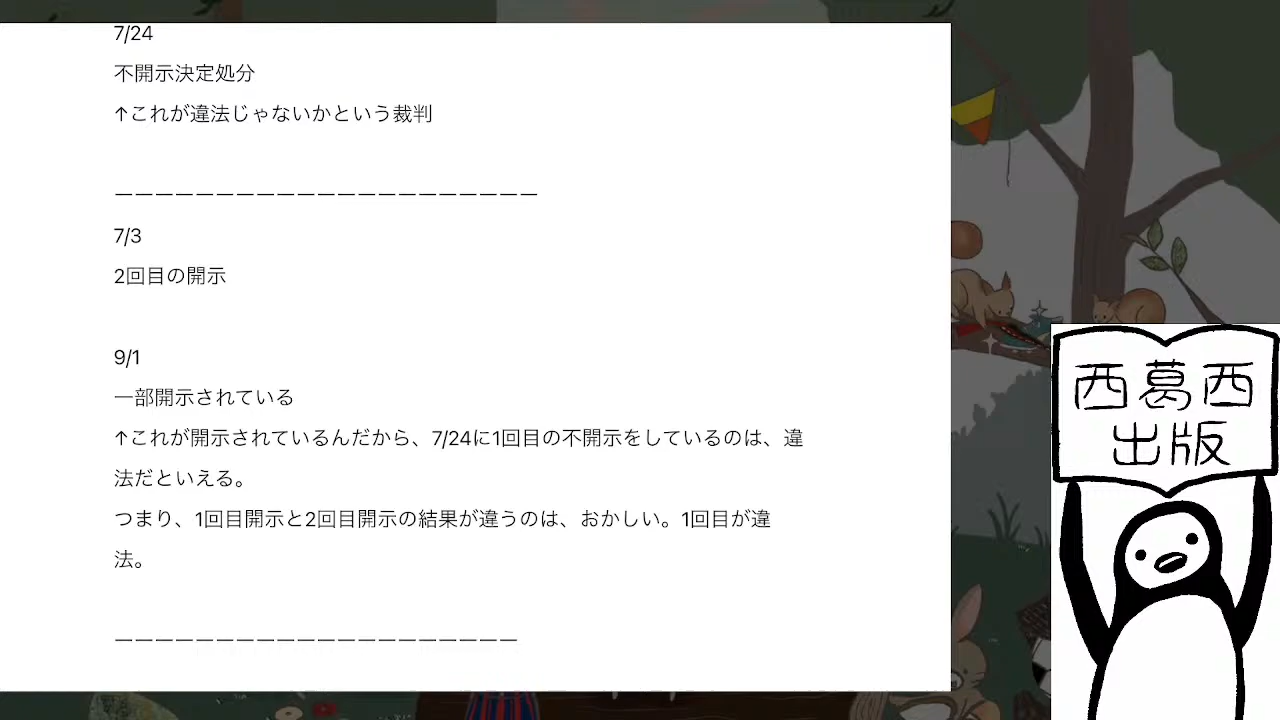 7/24
不開示決定処分
↑これが違法じゃないかという裁判
ーーーーーーーーーーーーーーーーーーーーー
7/3
2回目の開示
9/1
一部開示されている
↑これが開示されているんだから、7/24に1回目の不開示をしているのは、違
法だといえる。
つまり、1回目開示と2回目開示の結果が違うのは、おかしい。1回目が違
法。
ーーーーーーーーーーーーーーーーーーーー
西葛西
出版